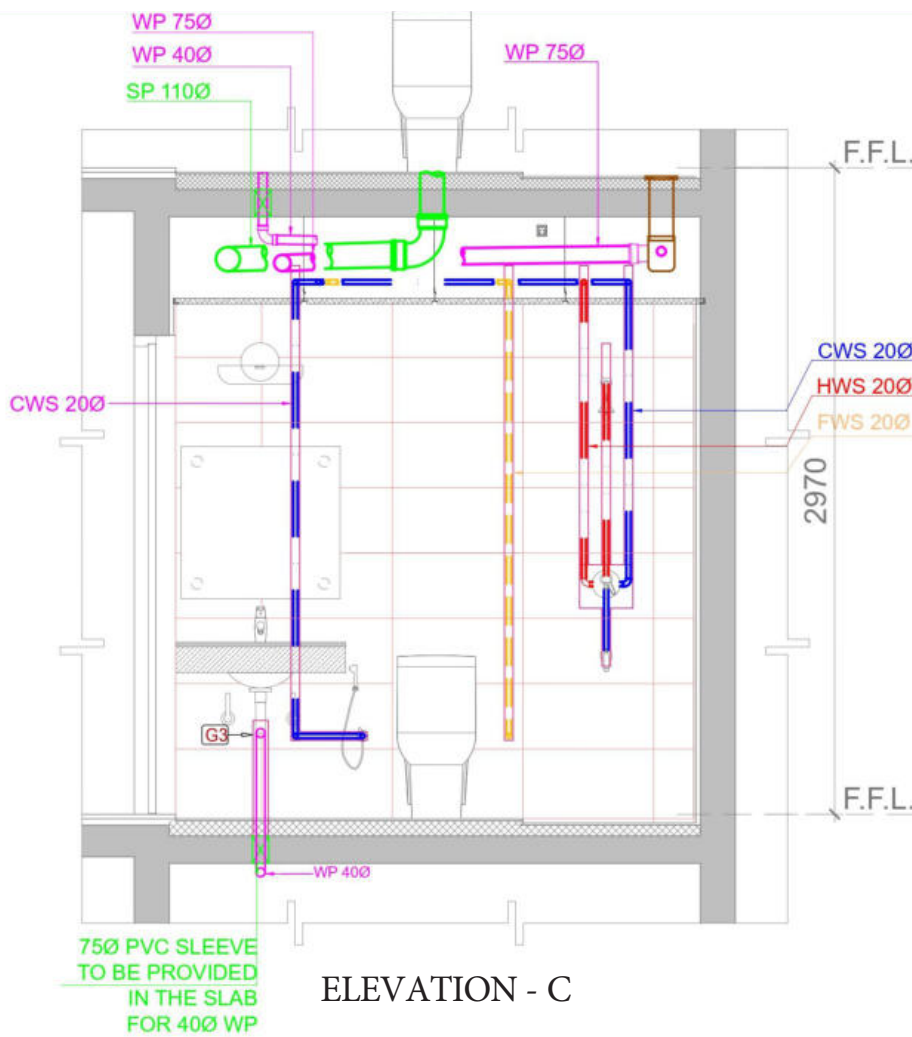 WP 75Ø
WP 40Ø
SP 110Ø
WP 75Ø
F.F.L.
CWS 20Ø
HWS 20Ø
FWS 20Ø
CWS 20Ø
2970
G3
F.F.L.
WP 40Ø
75Ø PVC SLEEVE
TO BE PROVIDED
IN THE SLAB
FOR 40Ø WP
ELEVATION - C